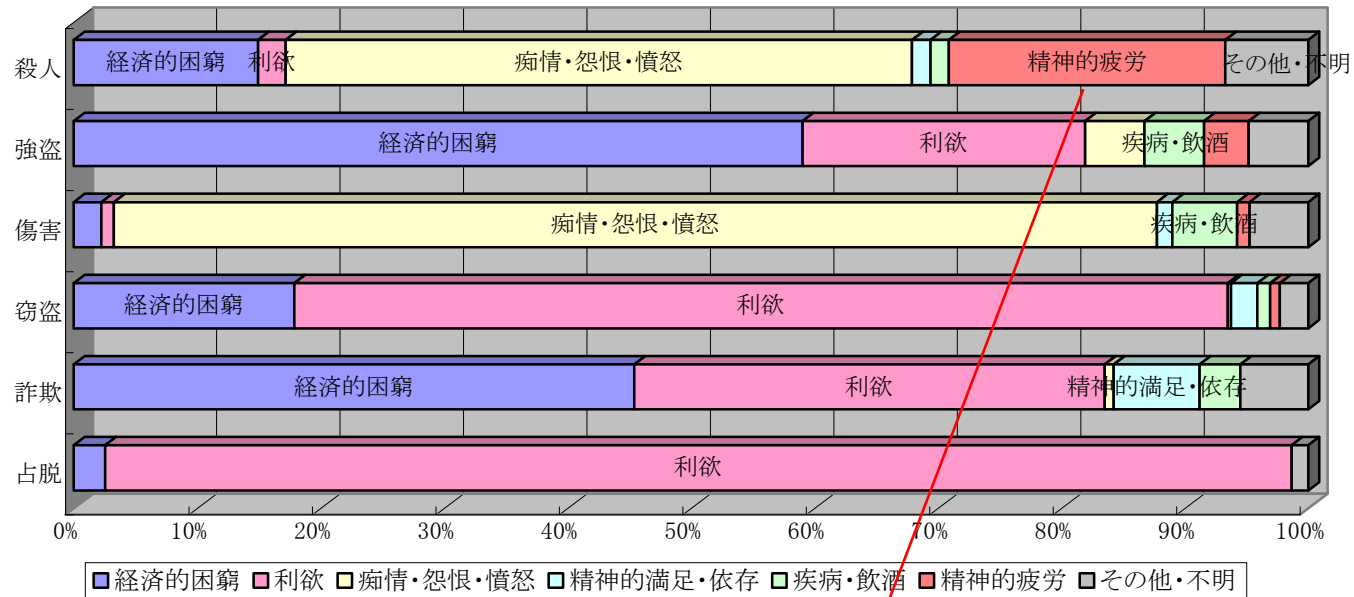 殺人 経済的困窮 利欲 痴情・怨恨・憤怒 精神的疲労 その他・不明
強盗 経済的困窮 利欲 疾病・飲酒
傷害 痴情・怨恨・憤怒 疾病・飲酒
窃盗 経済的困窮 利欲
詐欺 経済的困窮 利欲 精神的満足・依存
占脱 利欲
0% 10% 20% 30% 40% 50% 60% 70% 80% 90% 100%
経済的困窮 利欲 痴情・怨恨・憤怒 精神的満足・依存 疾病・飲酒 精神的疲労 その他・不明